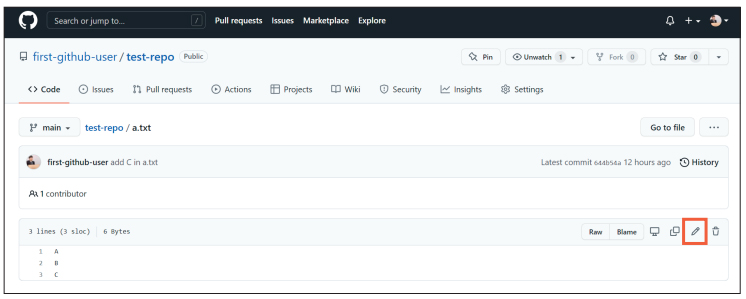 Search or jump to... / Pull requests Issues Marketplace Explore
first-github-user / test-repo Public Pin Unwatch 1 Fork 0 Star 0
<> Code Issues Pull requests Actions Projects Wiki Security Insights Settings
main test-repo / a.txt Go to file ...
first-github-user add C in a.txt Latest commit 644b54a 12 hours ago History
1 contributor
3 lines (3 sloc) 6 Bytes Raw Blame
1 A
2 B
3 C